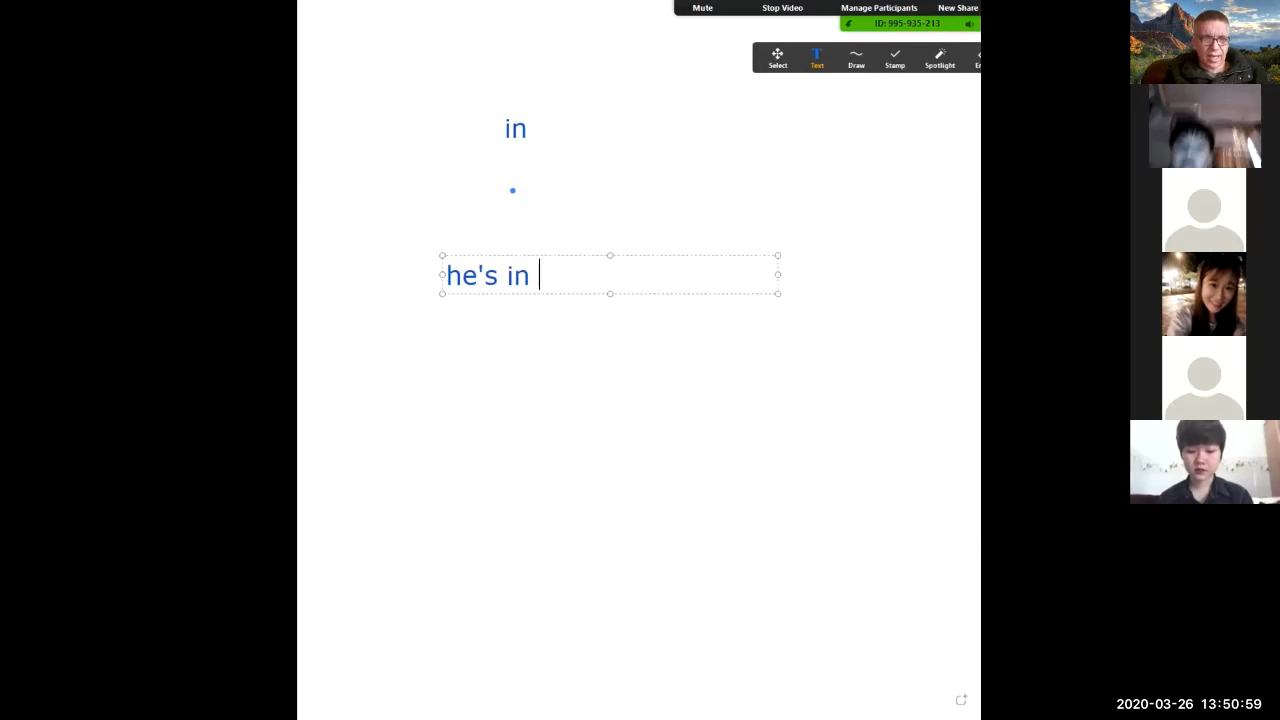 Mute Stop Video Manage Participants New Share
ID: 995-935-213
Select Text Draw Stamp Spotlight
in
he's in
2020-03-26 13:50:59